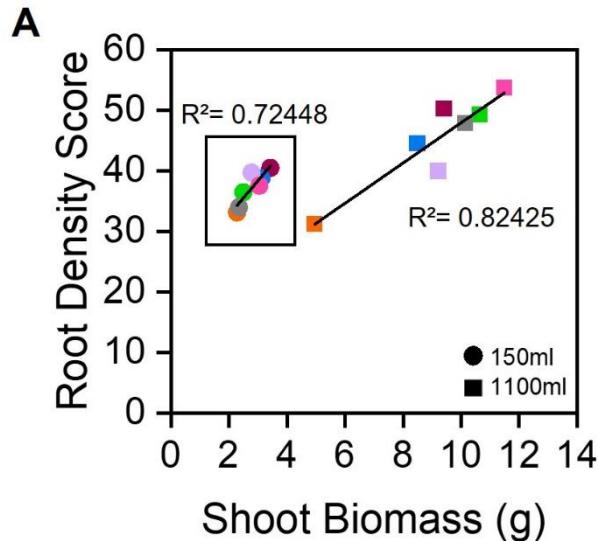 A
Root Density Score
60
50
40
30
20
10
0
R²= 0.72448
R²= 0.82425
150ml
1100ml
0 2 4 6 8 10 12 14
Shoot Biomass (g)